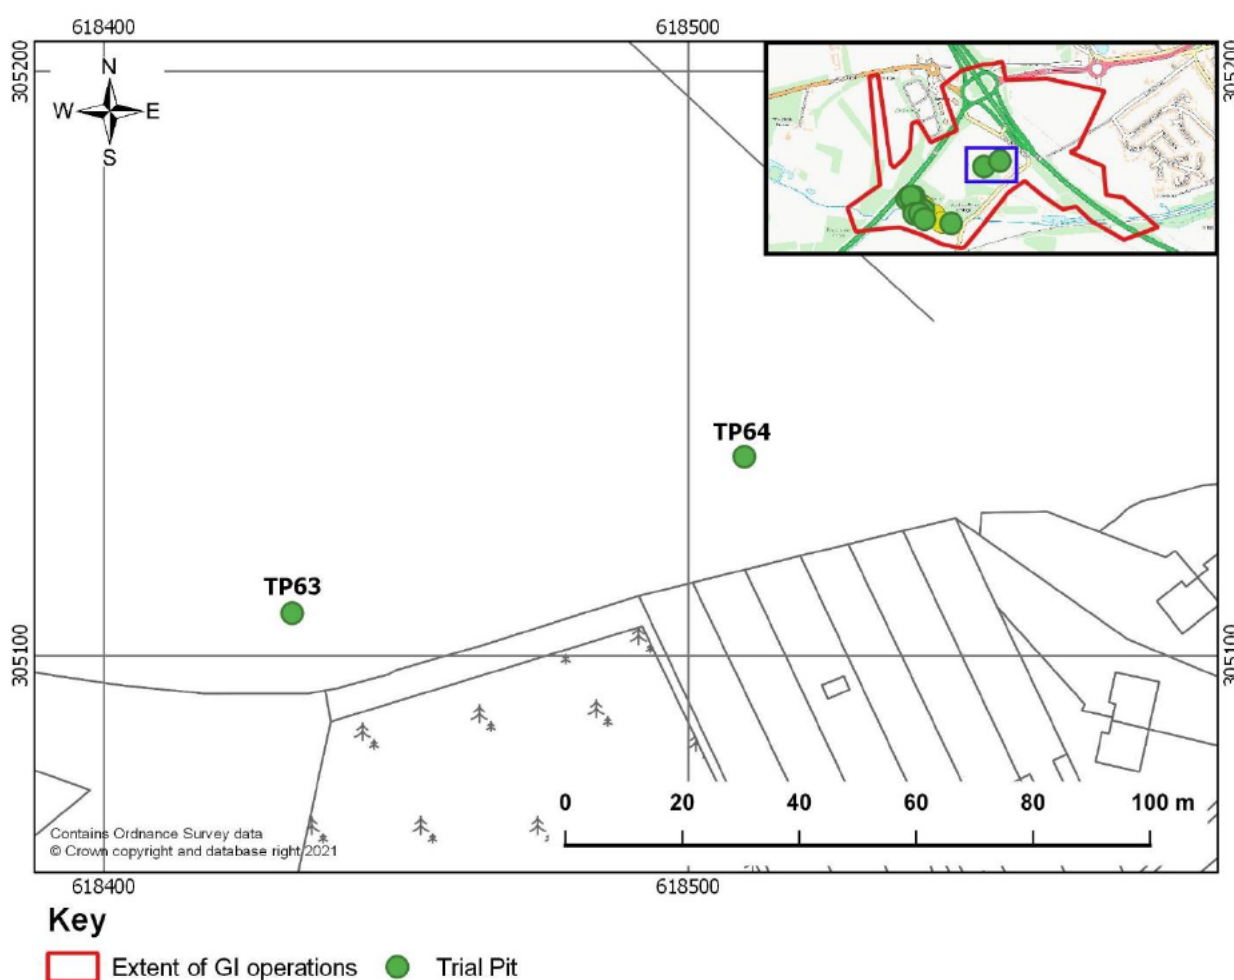 618400 618500
305200 305200
N
W E
S
TP64
TP63
305100 305100
0 20 40 60 80 100 m
Contains Ordnance Survey data
© Crown copyright and database right 2021
618400 618500
Key
Extent of GI operations Trial Pit